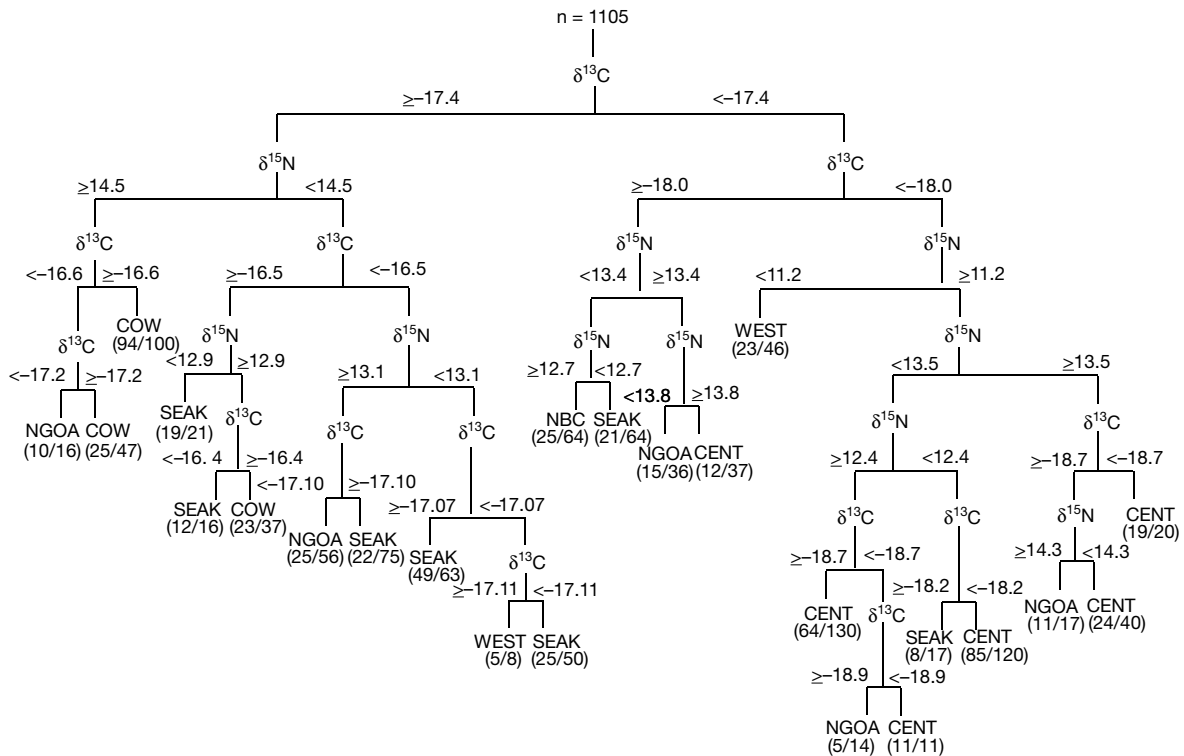 n = 1105
δ¹³C
≥–17.4 <–17.4
δ¹⁵N δ¹³C
≥14.5 <14.5 ≥–18.0 <–18.0
δ¹³C δ¹³C δ¹⁵N δ¹⁵N
<–16.6 ≥–16.6 ≥–16.5 <–16.5 <13.4 ≥13.4 <11.2 ≥11.2
δ¹³C COW (94/100) δ¹⁵N δ¹⁵N δ¹⁵N δ¹⁵N WEST (23/46) δ¹⁵N
<–17.2 ≥–17.2 <12.9 ≥12.9 ≥13.1 <13.1 ≥12.7 <12.7 <13.8 ≥13.8 <13.5 ≥13.5
NGOA (10/16) COW (25/47) SEAK (19/21) δ¹³C δ¹³C δ¹³C NBC (25/64) SEAK (21/64) NGOA (15/36) CENT (12/37) δ¹⁵N δ¹³C
<–16. 4 ≥–16.4 <–17.10 ≥–17.10 ≥–17.07 <–17.07 ≥12.4 <12.4 ≥–18.7 <–18.7
SEAK (12/16) COW (23/37) NGOA (25/56) SEAK (22/75) SEAK (49/63) δ¹³C δ¹³C δ¹³C δ¹⁵N CENT (19/20)
≥–17.11 <–17.11 ≥–18.7 <–18.7 ≥–18.2 <–18.2 ≥14.3 <14.3
WEST (5/8) SEAK (25/50) CENT (64/130) δ¹³C SEAK (8/17) CENT (85/120) NGOA (11/17) CENT (24/40)
≥–18.9 <–18.9
NGOA (5/14) CENT (11/11)